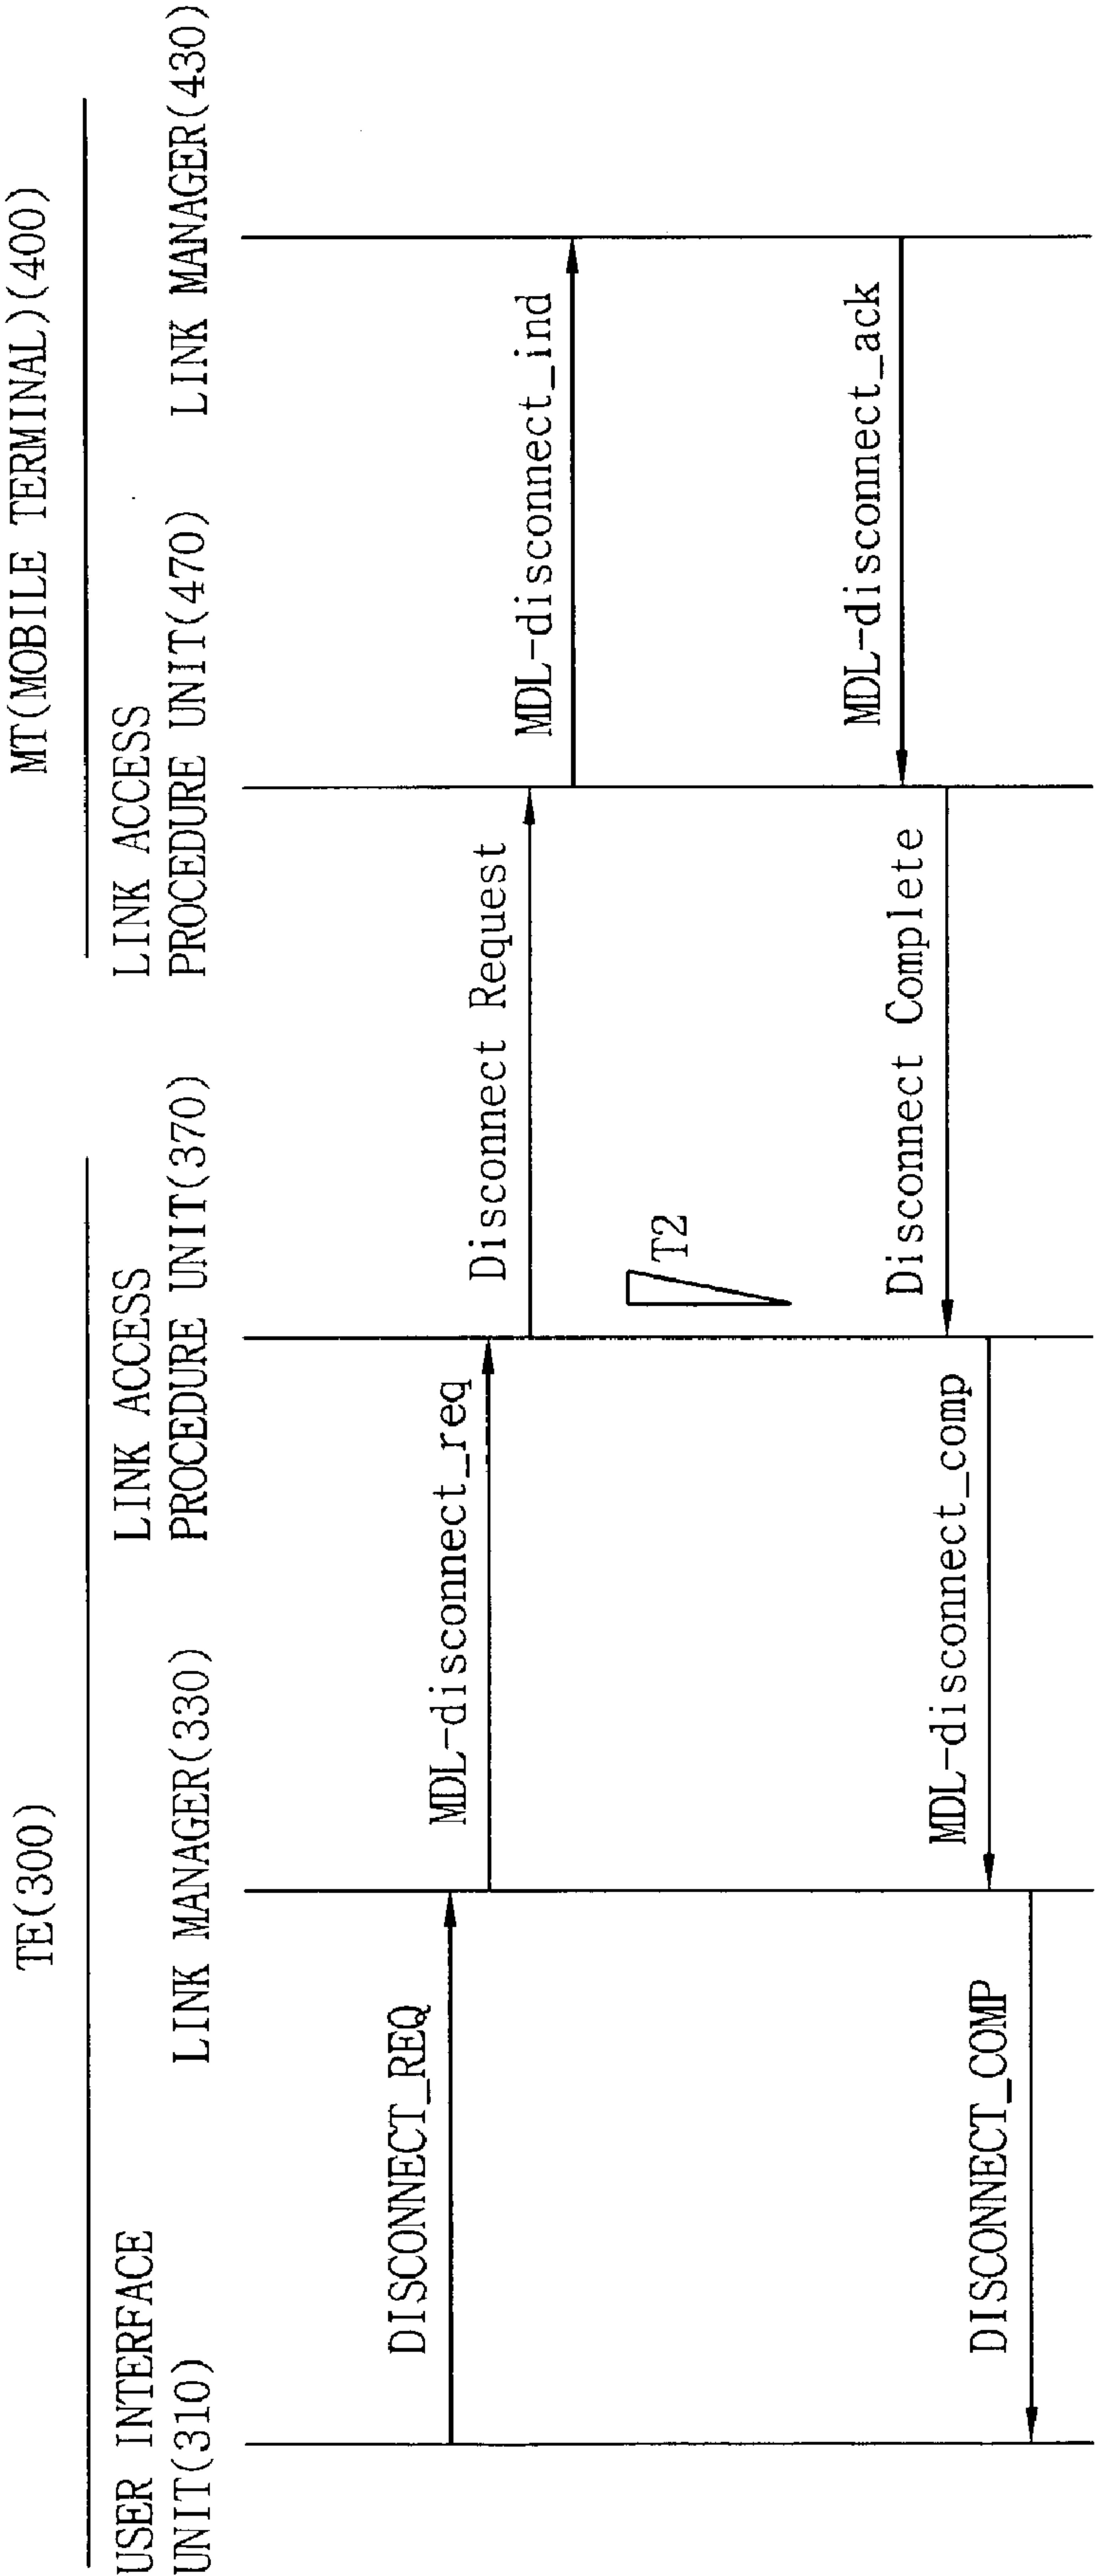 TE(300)
MT(MOBILE TERMINAL)(400)
USER INTERFACE
UNIT(310)
LINK MANAGER(330)
LINK ACCESS
PROCEDURE UNIT(370)
LINK ACCESS
PROCEDURE UNIT(470)
LINK MANAGER(430)
DISCONNECT_REQ
MDL-disconnect_req
Disconnect Request
MDL-disconnect_ind
T2
MDL-disconnect_ack
Disconnect Complete
MDL-disconnect_comp
DISCONNECT_COMP